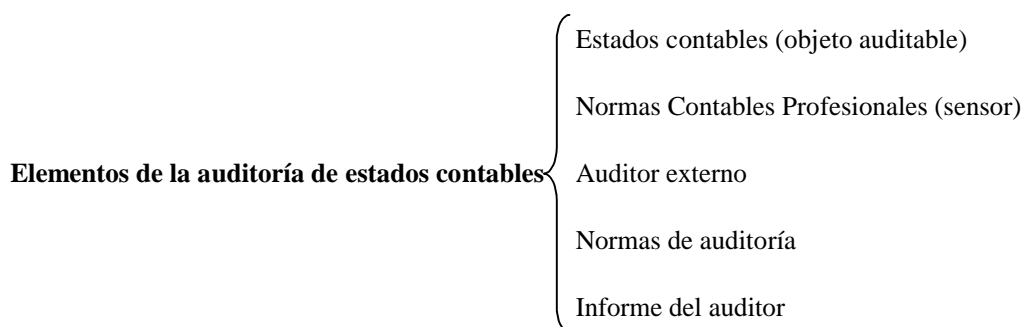 Elementos de la auditoría de estados contables
Estados contables (objeto auditable)
Normas Contables Profesionales (sensor)
Auditor externo
Normas de auditoría
Informe del auditor